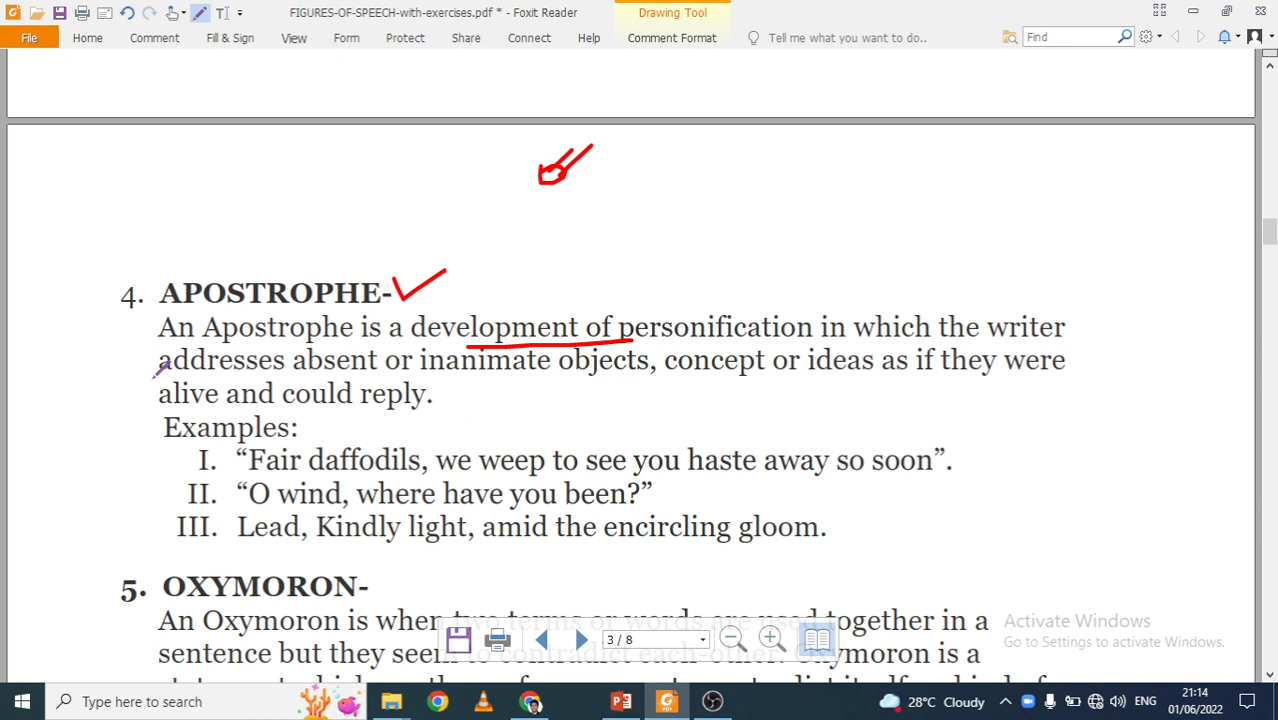 FIGURES-OF-SPEECH-with-exercises.pdf * - Foxit Reader
Drawing Tool
File Home Comment Fill & Sign View Form Protect Share Connect Help Comment Format Tell me what you want to do.. Find
4. APOSTROPHE-
An Apostrophe is a development of personification in which the writer
addresses absent or inanimate objects, concept or ideas as if they were
alive and could reply.
Examples:
I. “Fair daffodils, we weep to see you haste away so soon”.
II. “O wind, where have you been?”
III. Lead, Kindly light, amid the encircling gloom.
5. OXYMORON-
An Oxymoron is when two terms or words are used together in a
sentence but they seem to contradict each-other. Oxymoron is a
3 / 8
Activate Windows
Go to Settings to activate Windows.
Type here to search
28°C Cloudy
ENG
21:14
01/06/2022